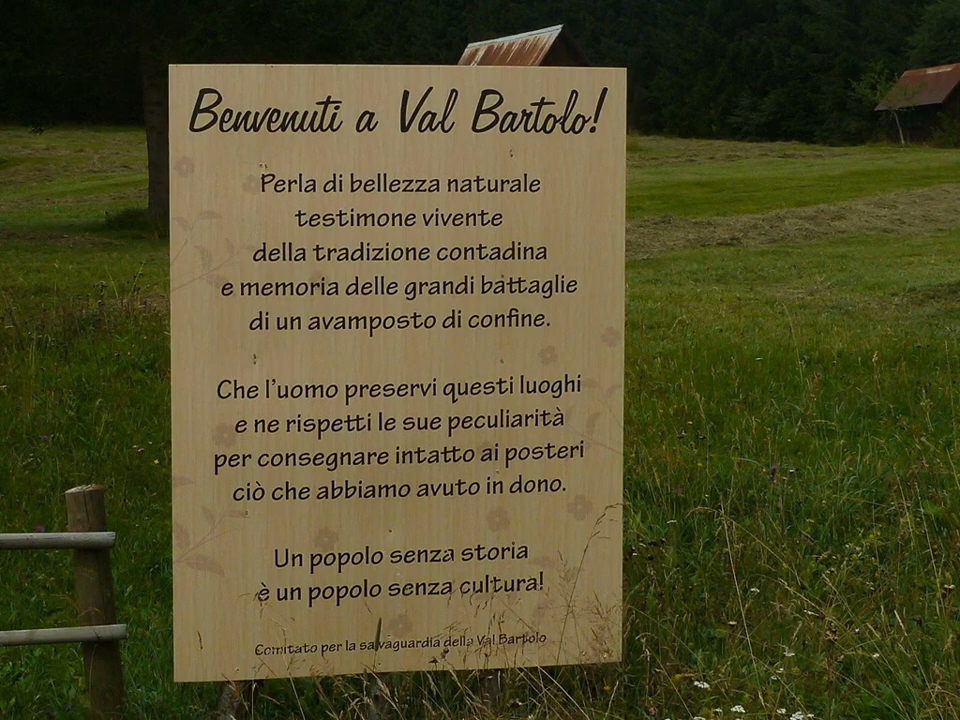 Benvenuti a Val Bartolo!
Perla di bellezza naturale
testimone vivente
della tradizione contadina
e memoria delle grandi battaglie
di un avamposto di confine.
Che l'uomo preservi questi luoghi
e ne rispetti le sue peculiarità
per consegnare intatto ai posteri
ciò che abbiamo avuto in dono.
Un popolo senza storia
è un popolo senza cultura!
Comitato per la salvaguardia della Val Bartolo